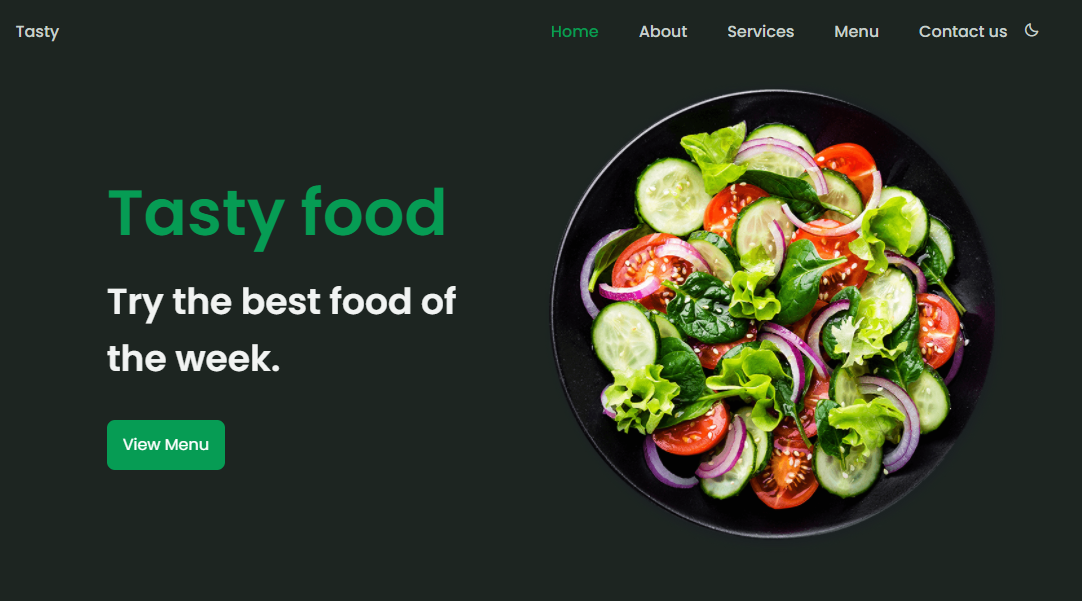 Tasty
Home About Services Menu Contact us
Tasty food
Try the best food of
the week.
View Menu